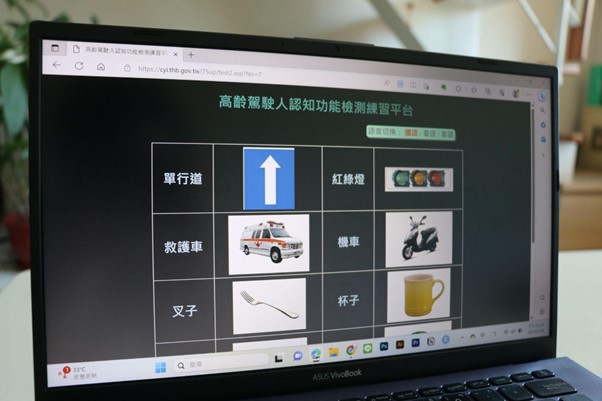 高齡駕駛人認知功能檢測練習平
https://cyi.thb.gov.tw/75up/test2.asp?No=7
高齡駕駛人認知功能檢測練習平台
語音切換：國語/臺語/客語
單行道
紅綠燈
救護車
機車
叉子
杯子
33°C
搜尋
ASUS VivoBook